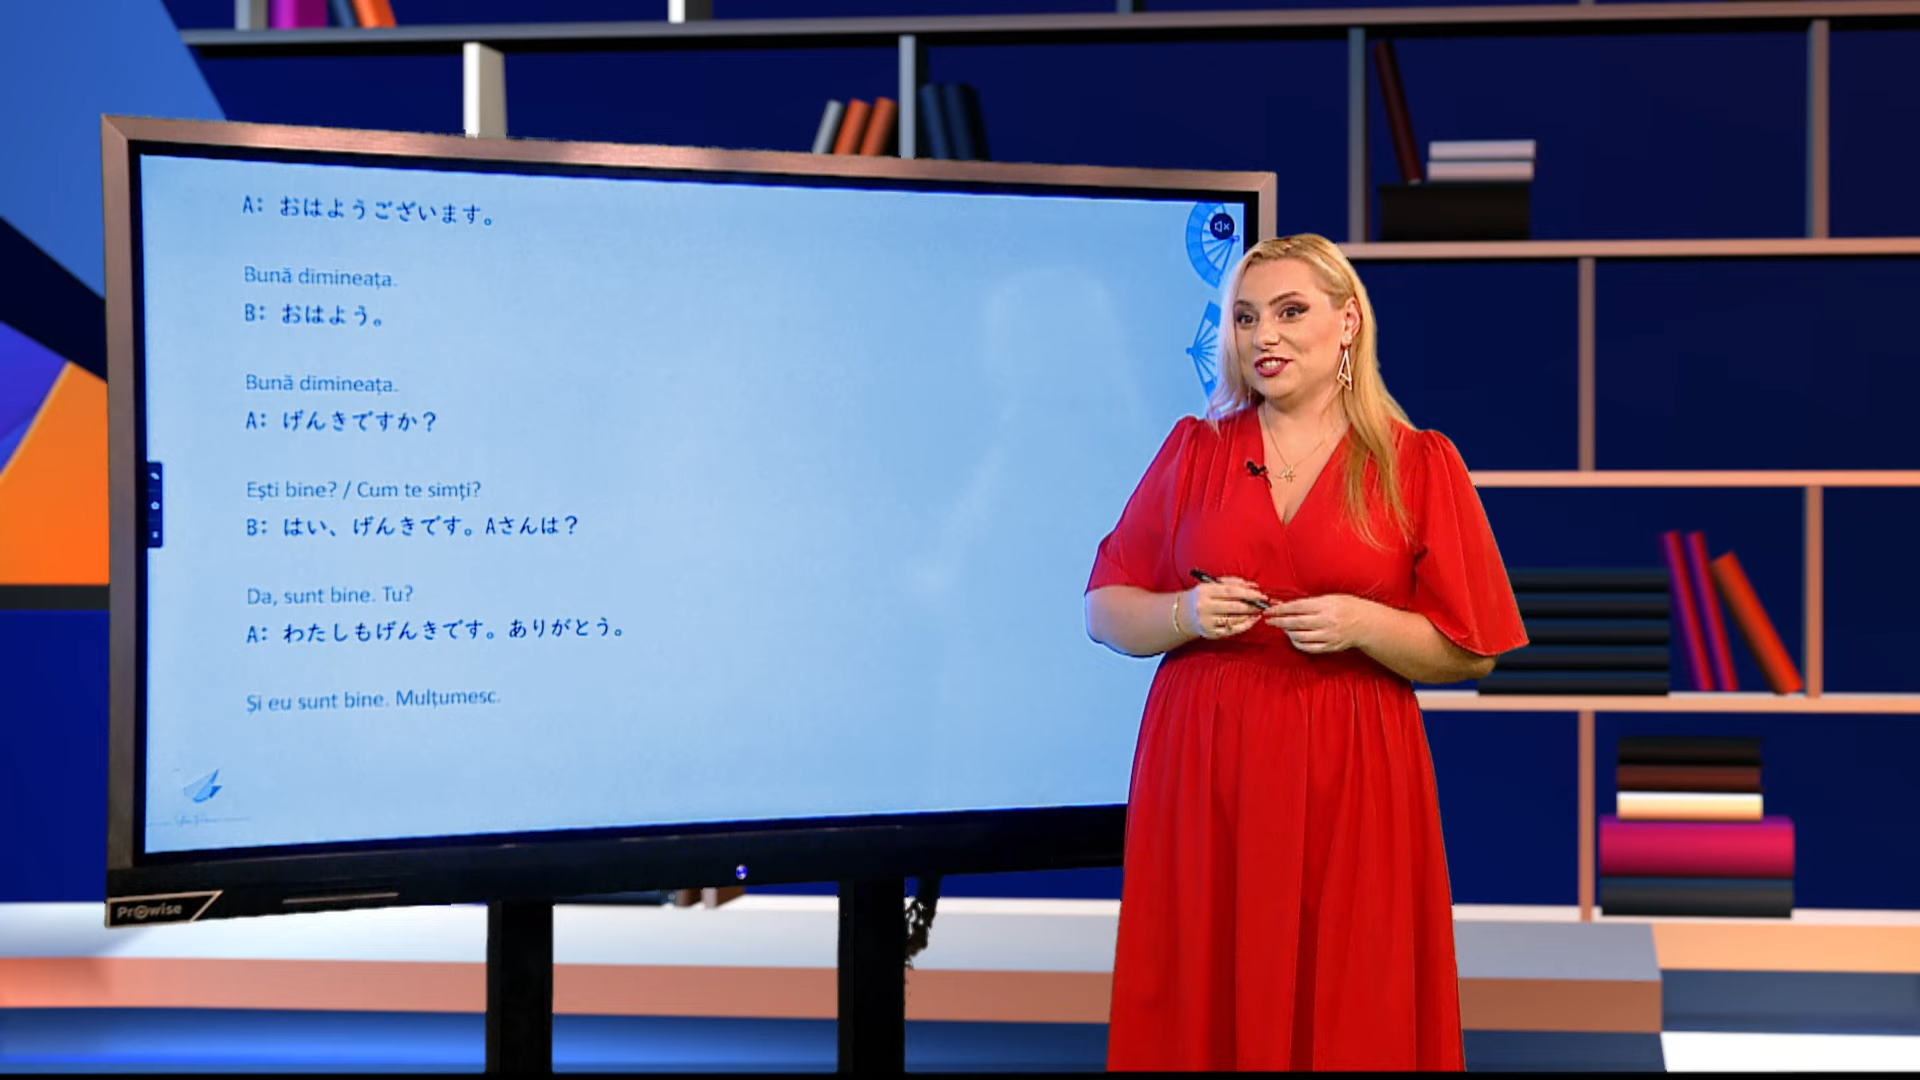 A: おはようございます。
Bună dimineața.
B: おはよう。
Bună dimineața.
A: げんきですか？
Ești bine? / Cum te simți?
B: はい、げんきです。Aさんは？
Da, sunt bine. Tu?
A: わたしもげんきです。ありがとう。
Și eu sunt bine. Mulțumesc.
Prowise